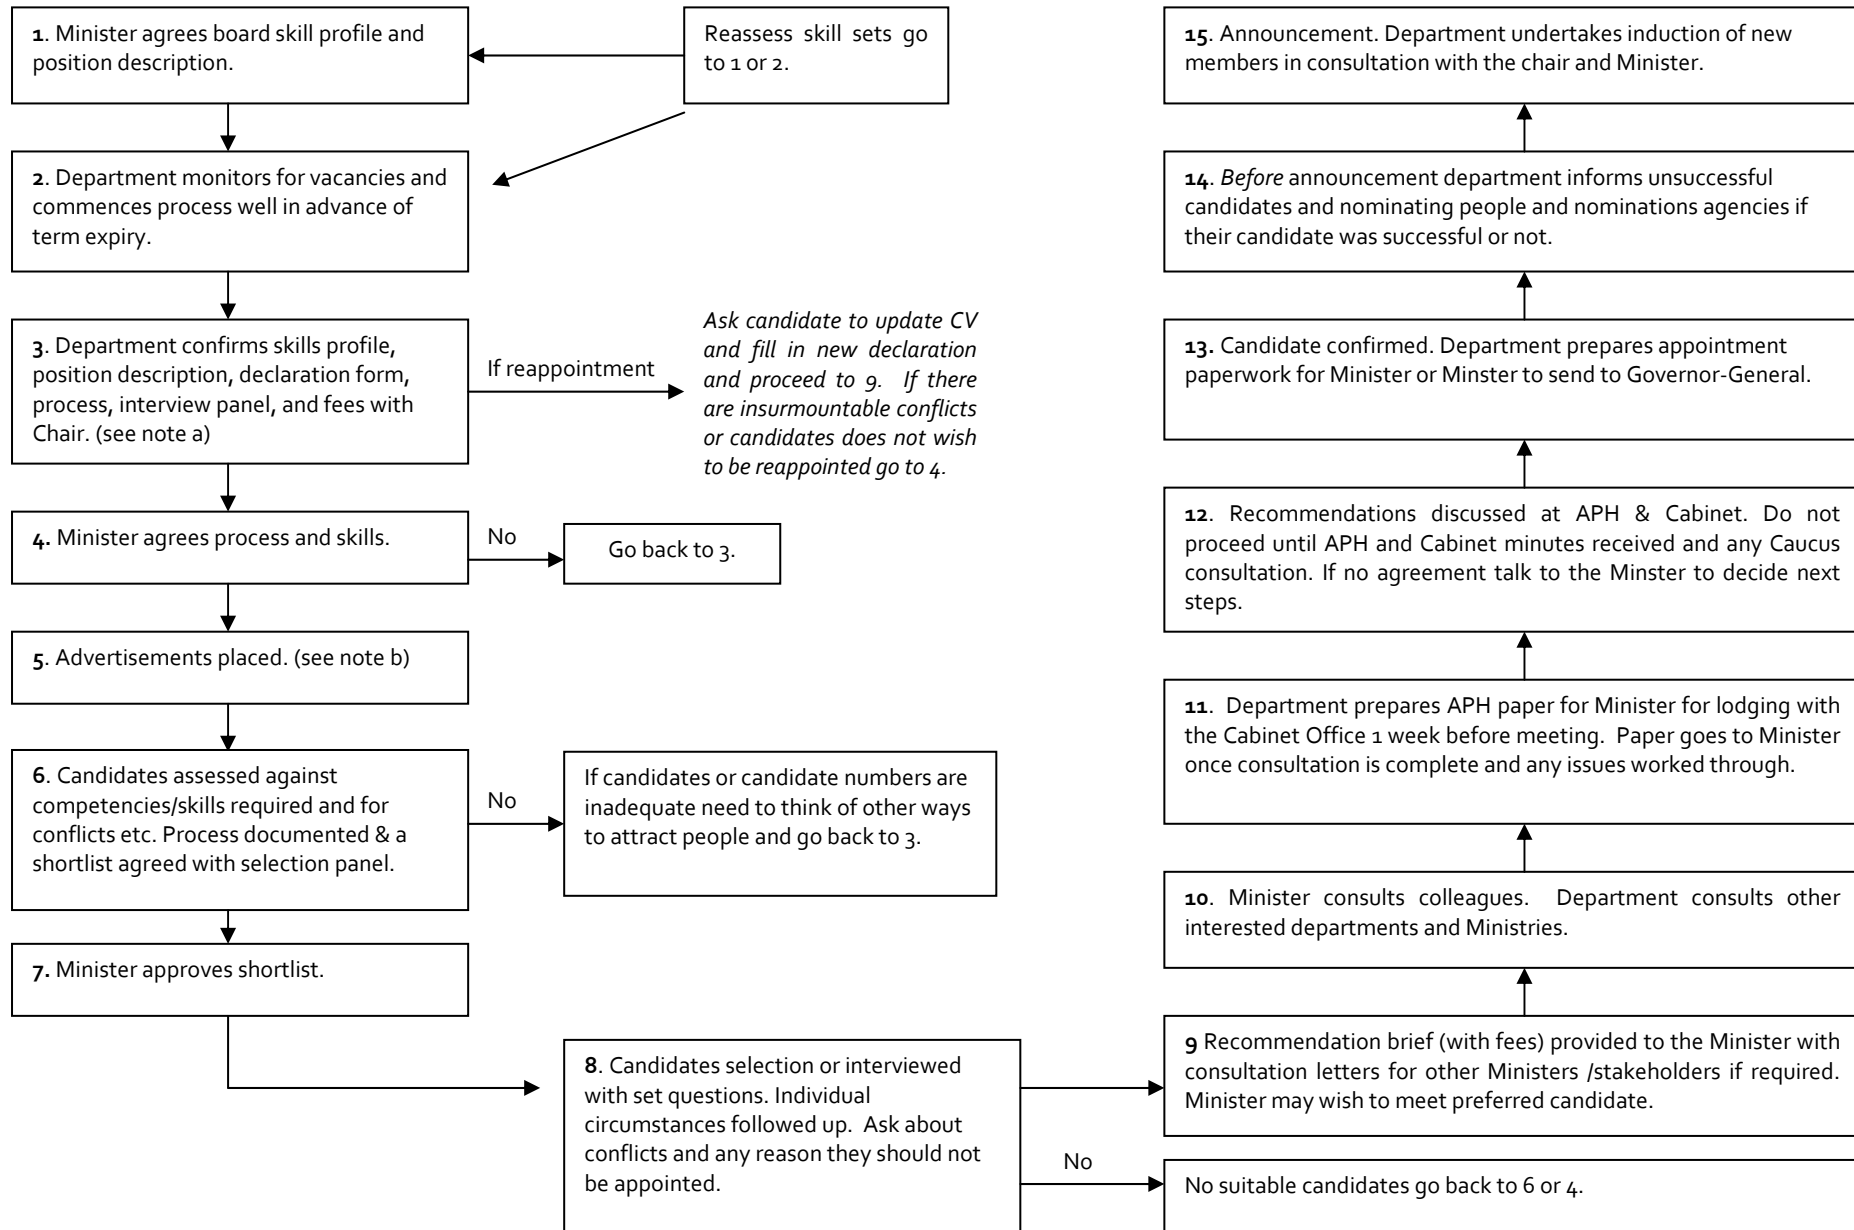 1. Minister agrees board skill profile and
position description.
Reassess skill sets go
to 1 or 2.
2. Department monitors for vacancies and
commences process well in advance of
term expiry.
3. Department confirms skills profile,
position description, declaration form,
process, interview panel, and fees with
Chair. (see note a)
If reappointment
Ask candidate to update CV
and fill in new declaration
and proceed to 9. If there
are insurmountable conflicts
or candidates does not wish
to be reappointed go to 4.
4. Minister agrees process and skills.
No
Go back to 3.
5. Advertisements placed. (see note b)
6. Candidates assessed against
competencies/skills required and for
conflicts etc. Process documented & a
shortlist agreed with selection panel.
No
If candidates or candidate numbers are
inadequate need to think of other ways
to attract people and go back to 3.
7. Minister approves shortlist.
8. Candidates selection or interviewed
with set questions. Individual
circumstances followed up. Ask about
conflicts and any reason they should not
be appointed.
No
No suitable candidates go back to 6 or 4.
9 Recommendation brief (with fees) provided to the Minister with
consultation letters for other Ministers /stakeholders if required.
Minister may wish to meet preferred candidate.
10. Minister consults colleagues. Department consults other
interested departments and Ministries.
11. Department prepares APH paper for Minister for lodging with
the Cabinet Office 1 week before meeting. Paper goes to Minister
once consultation is complete and any issues worked through.
12. Recommendations discussed at APH & Cabinet. Do not
proceed until APH and Cabinet minutes received and any Caucus
consultation. If no agreement talk to the Minster to decide next
steps.
13. Candidate confirmed. Department prepares appointment
paperwork for Minister or Minster to send to Governor-General.
14. Before announcement department informs unsuccessful
candidates and nominating people and nominations agencies if
their candidate was successful or not.
15. Announcement. Department undertakes induction of new
members in consultation with the chair and Minister.